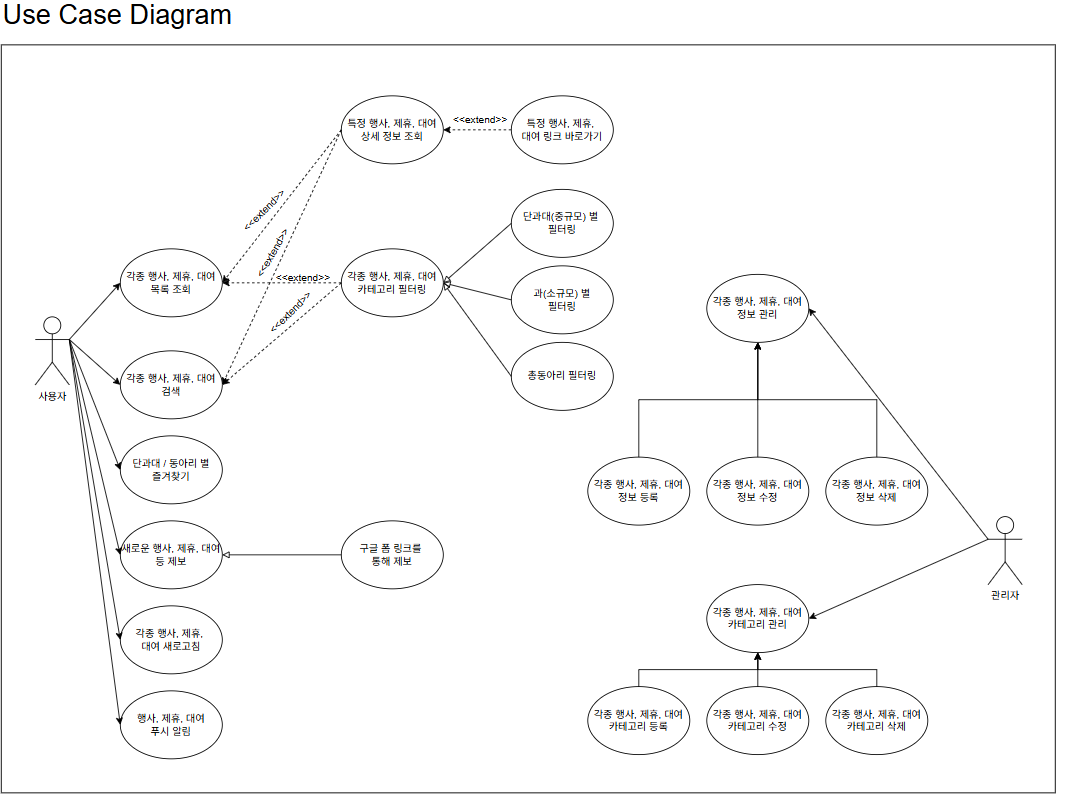 Use Case Diagram
특정 행사, 제휴, 대여
상세 정보 조회
<<extend>>
특정 행사, 제휴,
대여 링크 바로가기
<<extend>>
<<extend>>
단과대(중규모) 별
필터링
각종 행사, 제휴, 대여
목록 조회
<<extend>>
각종 행사, 제휴, 대여
카테고리 필터링
<<extend>>
과(소규모) 별
필터링
총동아리 필터링
각종 행사, 제휴, 대여
정보 관리
사용자
각종 행사, 제휴, 대여
검색
단과대 / 동아리 별
즐겨찾기
각종 행사, 제휴, 대여
정보 등록
각종 행사, 제휴, 대여
정보 수정
각종 행사, 제휴, 대여
정보 삭제
새로운 행사, 제휴, 대여
등 제보
구글 폼 링크를
통해 제보
관리자
각종 행사, 제휴,
대여 새로고침
각종 행사, 제휴, 대여
카테고리 관리
행사, 제휴, 대여
푸시 알림
각종 행사, 제휴, 대여
카테고리 등록
각종 행사, 제휴, 대여
카테고리 수정
각종 행사, 제휴, 대여
카테고리 삭제